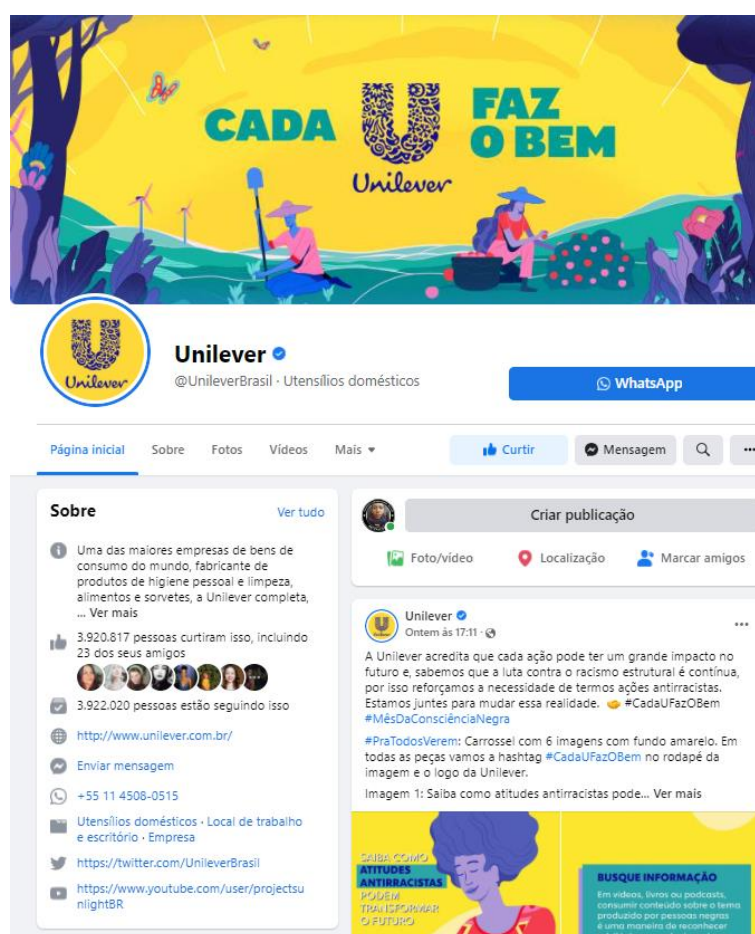 CADA
Unilever
FAZ
O BEM
Unilever
Unilever
@UnileverBrasil · Utensílios domésticos
WhatsApp
Página inicial Sobre Fotos Vídeos Mais
Curtir Mensagem
Sobre Ver tudo
Uma das maiores empresas de bens de
consumo do mundo, fabricante de
produtos de higiene pessoal e limpeza,
alimentos e sorvetes, a Unilever completa,
... Ver mais
3.920.817 pessoas curtiram isso, incluindo
23 dos seus amigos
3.922.020 pessoas estão seguindo isso
http://www.unilever.com.br/
Enviar mensagem
+55 11 4508-0515
Utensílios domésticos · Local de trabalho
e escritório · Empresa
https://twitter.com/UnileverBrasil
https://www.youtube.com/user/projectsu
nlightBR
Criar publicação
Foto/vídeo Localização Marcar amigos
Unilever
Ontem às 17:11 ·
A Unilever acredita que cada ação pode ter um grande impacto no
futuro e, sabemos que a luta contra o racismo estrutural é contínua,
por isso reforçamos a necessidade de termos ações antirracistas.
Estamos juntes para mudar essa realidade. #CadaUFazOBem
#MêsDaConsciênciaNegra
#PraTodosVerem: Carrossel com 6 imagens com fundo amarelo. Em
todas as peças vamos a hashtag #CadaUFazOBem no rodapé da
imagem e o logo da Unilever.
Imagem 1: Saiba como atitudes antirracistas pode... Ver mais
SAIBA COMO
ATITUDES
ANTIRRACISTAS
PODEM
TRANSFORMAR
O FUTURO
BUSQUE INFORMAÇÃO
Em vídeos, livros ou podcasts,
consumir conteúdo sobre o tema
produzido por pessoas negras
é uma maneira de reconhecer